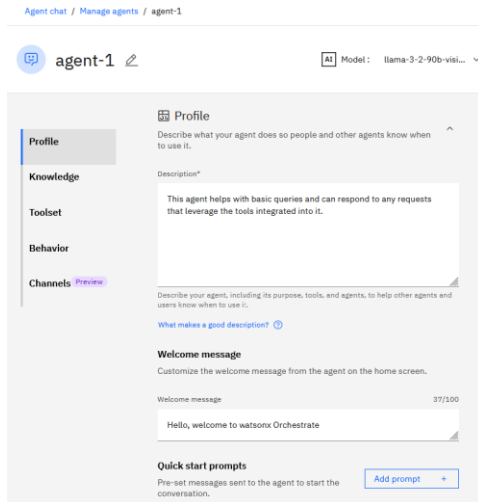 Agent chat / Manage agents / agent-1
agent-1
AI Model: llama-3-2-90b-visi...
Profile
Knowledge
Toolset
Behavior
Channels Preview
Profile
Describe what your agent does so people and other agents know when
to use it.
Description*
This agent helps with basic queries and can respond to any requests
that leverage the tools integrated into it.
Describe your agent, including its purpose, tools, and agents, to help other agents and
users know when to use it.
What makes a good description?
Welcome message
Customize the welcome message from the agent on the home screen.
Welcome message 37/100
Hello, welcome to watsonx Orchestrate
Quick start prompts
Pre-set messages sent to the agent to start the
conversation.
Add prompt +